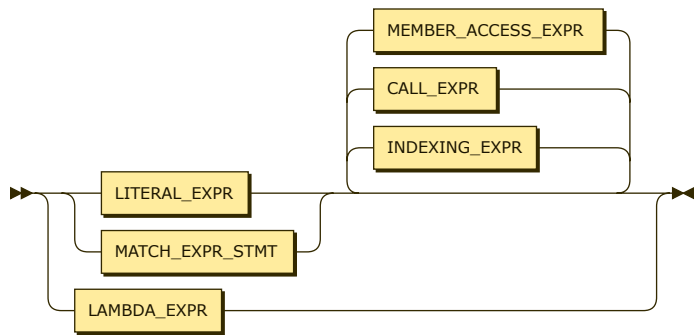 MEMBER_ACCESS_EXPR
CALL_EXPR
INDEXING_EXPR
LITERAL_EXPR
MATCH_EXPR_STMT
LAMBDA_EXPR